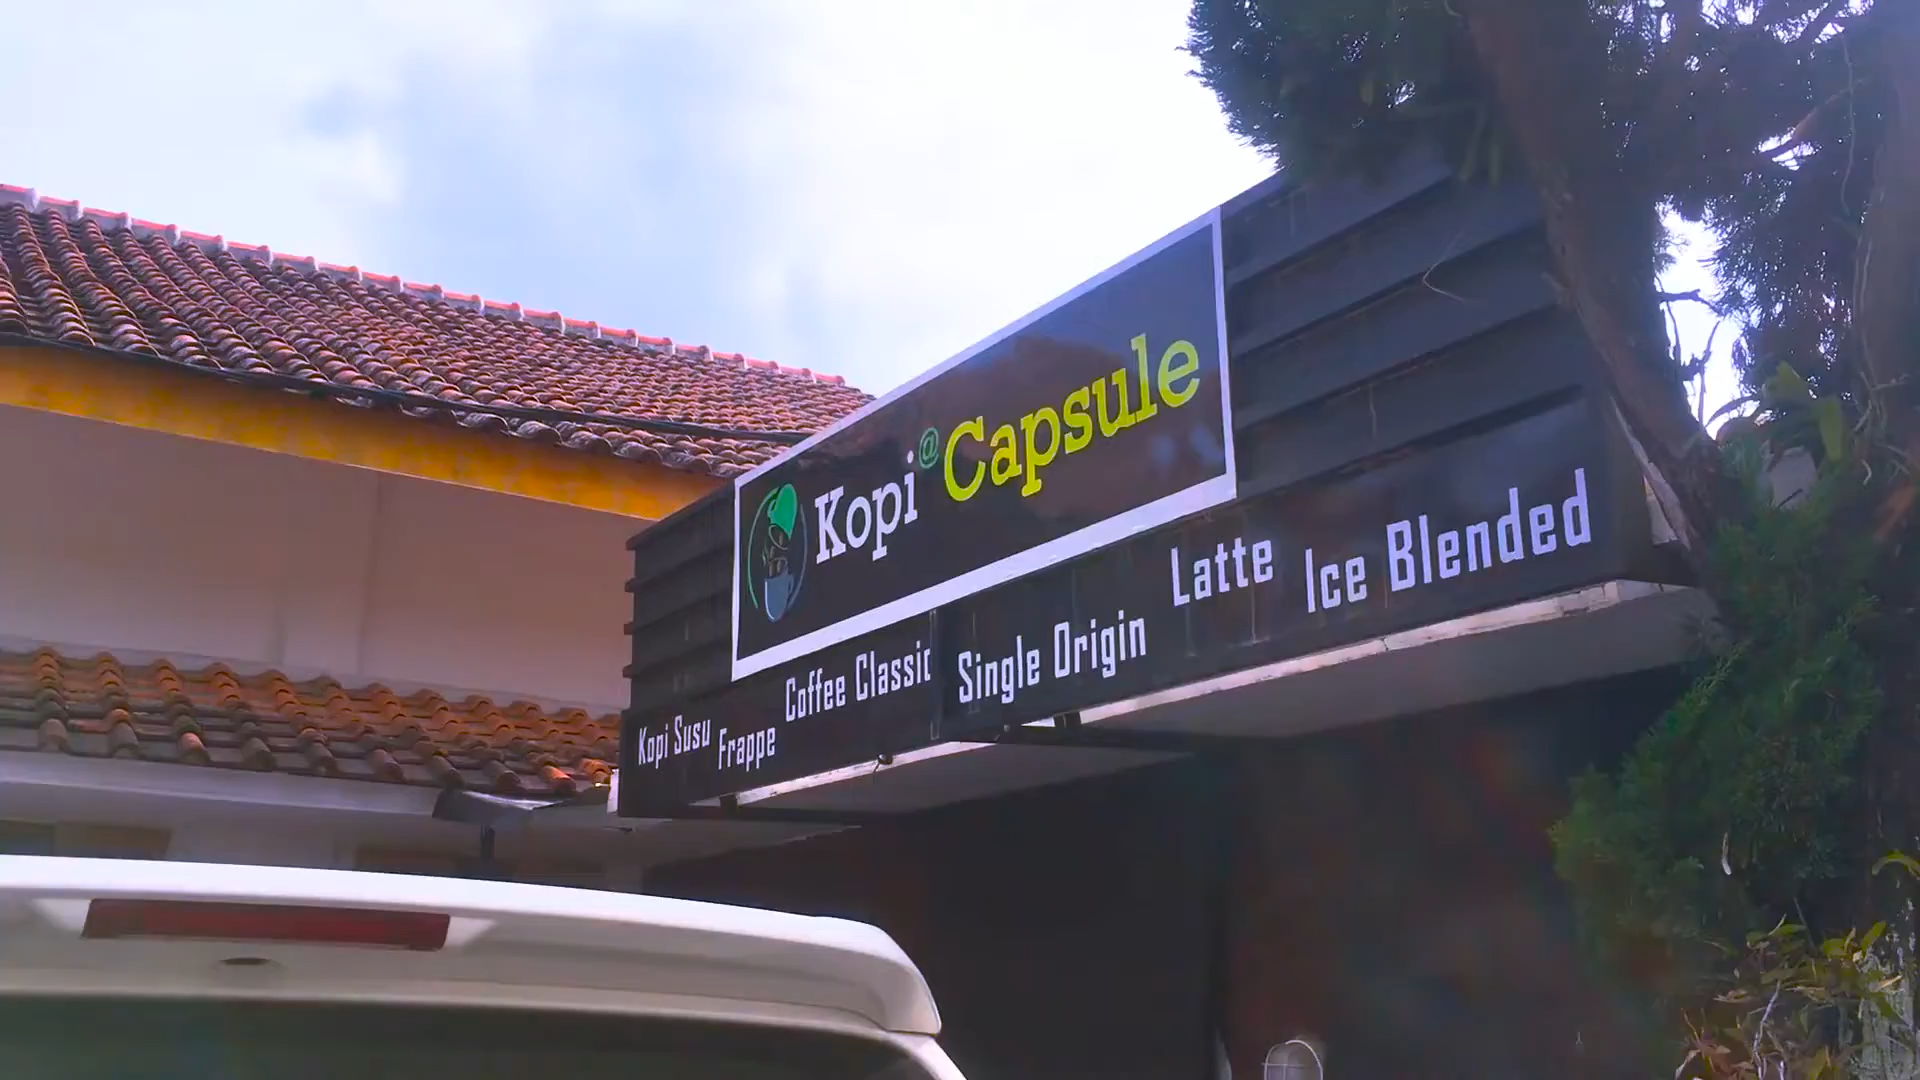 Kopi @ Capsule
Kopi Susu
Frappe
Coffee Classic
Single Origin
Latte
Ice Blended